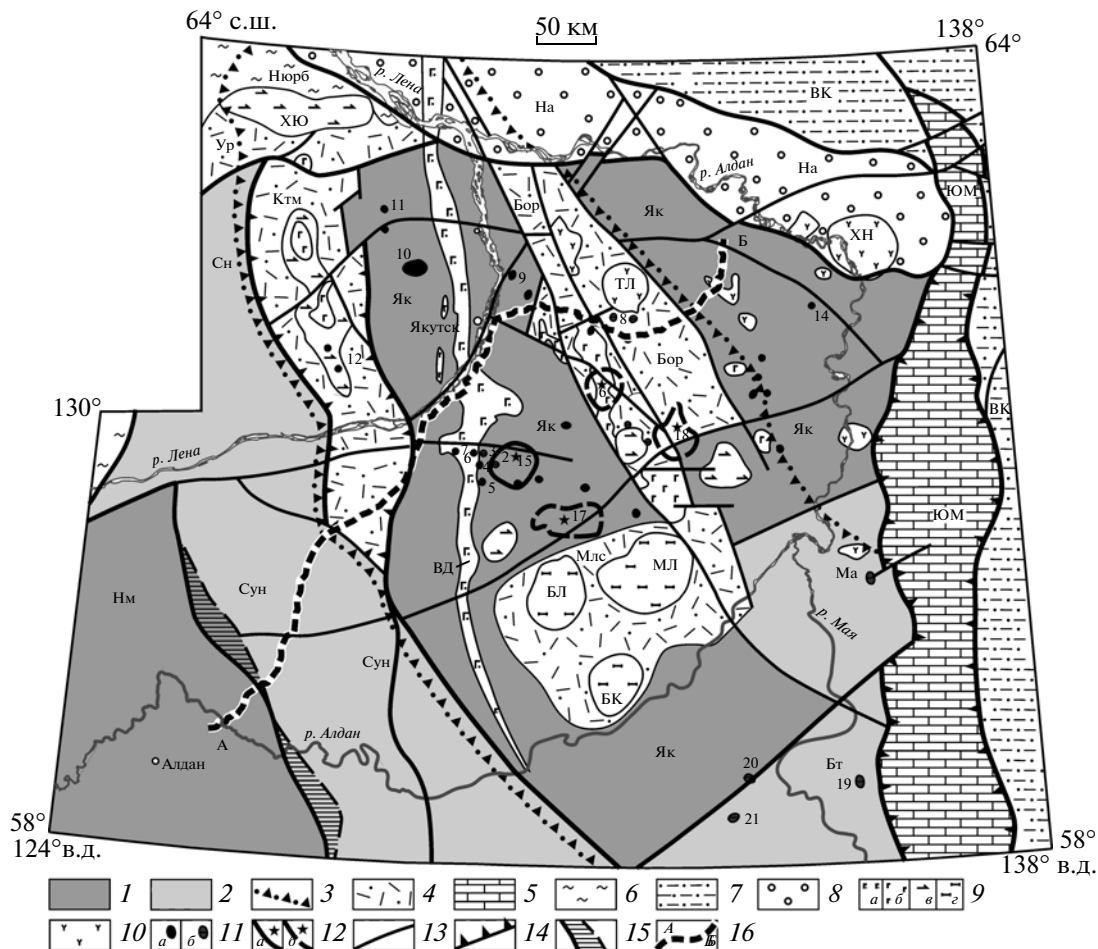 64° с.ш.
50 км
138°
64°
Нюрб
р. Лена
На
ВК
ХЮ
Ур
р. Алдан
На
Ктм
Бор
ЮМ
11
Як
ХН
Сн
Б
10
9
ТЛ
Як
14
Якутск
8
12
Бор
б
130°
ВК
Як
18
Як
р. Лена
7
3
6
2
15
4
5
17
ЮМ
Млс
МЛ
ВД
Ма
БЛ
Нм
Сун
р. Мая
Сун
БК
А
р. Алдан
Як
Алдан
20
Бт
19
58°
21
58°
124°в.д.
138° в.д.
1
2
3
4
5
6
7
8
а б в г 9
10
а б 11
а б 12
13
14
15
А Б 16